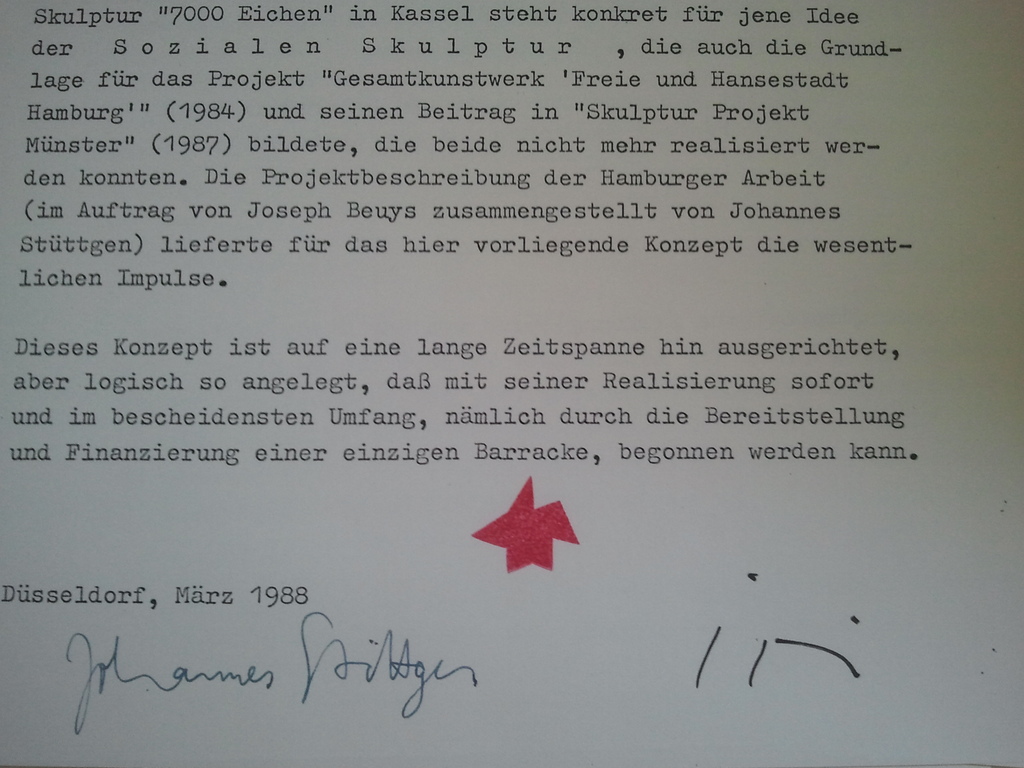 Skulptur "7000 Eichen" in Kassel steht konkret für jene Idee
der S o z i a l e n S k u l p t u r , die auch die Grund-
lage für das Projekt "Gesamtkunstwerk 'Freie und Hansestadt
Hamburg'" (1984) und seinen Beitrag in "Skulptur Projekt
Münster" (1987) bildete, die beide nicht mehr realisiert wer-
den konnten. Die Projektbeschreibung der Hamburger Arbeit
(im Auftrag von Joseph Beuys zusammengestellt von Johannes
Stüttgen) lieferte für das hier vorliegende Konzept die wesent-
lichen Impulse.
Dieses Konzept ist auf eine lange Zeitspanne hin ausgerichtet,
aber logisch so angelegt, daß mit seiner Realisierung sofort
und im bescheidensten Umfang, nämlich durch die Bereitstellung
und Finanzierung einer einzigen Barracke, begonnen werden kann.
Düsseldorf, März 1988
Johannes Stüttgen